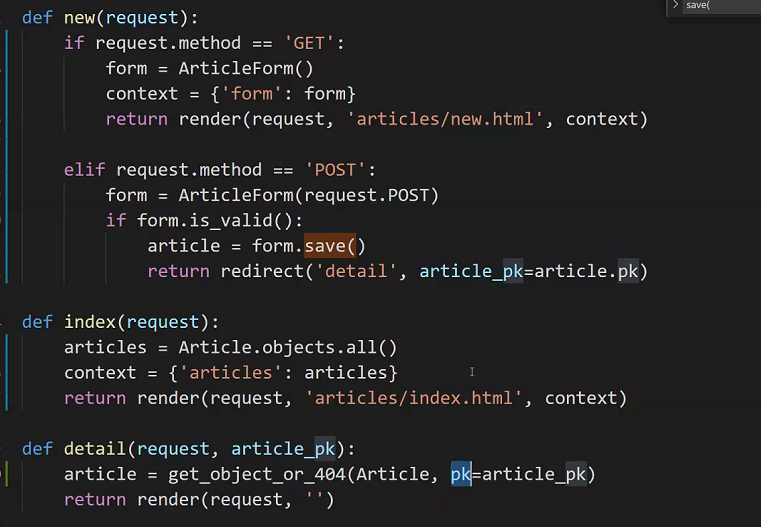 save(
def new(request):
    if request.method == 'GET':
        form = ArticleForm()
        context = {'form': form}
        return render(request, 'articles/new.html', context)
    elif request.method == 'POST':
        form = ArticleForm(request.POST)
        if form.is_valid():
            article = form.save()
            return redirect('detail', article_pk=article.pk)
def index(request):
    articles = Article.objects.all()
    context = {'articles': articles}
    return render(request, 'articles/index.html', context)
def detail(request, article_pk):
    article = get_object_or_404(Article, pk=article_pk)
    return render(request, '')